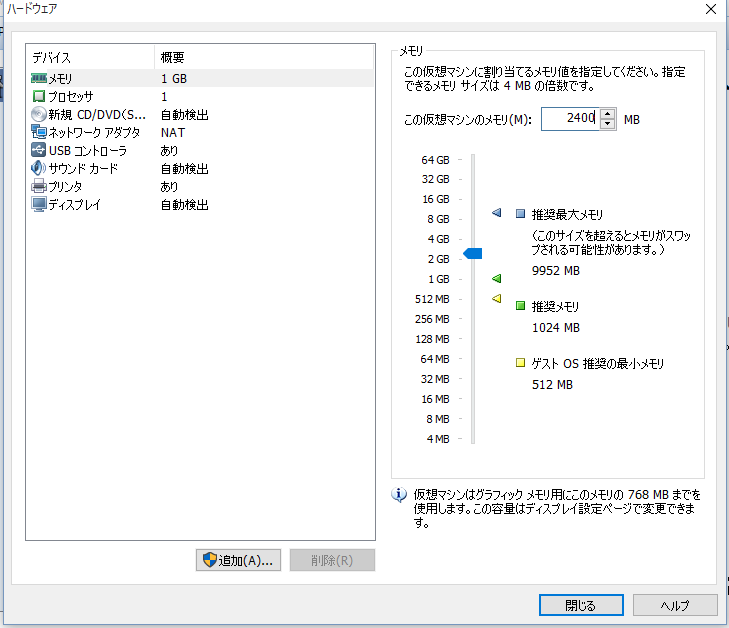 ハードウェア
デバイス 概要
メモリ 1 GB
プロセッサ 1
新規 CD/DVD(S... 自動検出
ネットワーク アダプタ NAT
USB コントローラ あり
サウンド カード 自動検出
プリンタ あり
ディスプレイ 自動検出
追加(A)... 削除(R)
メモリ
この仮想マシンに割り当てるメモリ値を指定してください。指定
できるメモリ サイズは 4 MB の倍数です。
この仮想マシンのメモリ(M): 2400 MB
64 GB
32 GB
16 GB
8 GB
4 GB
2 GB
1 GB
512 MB
256 MB
128 MB
64 MB
32 MB
16 MB
8 MB
4 MB
推奨最大メモリ
(このサイズを超えるとメモリがスワッ
プされる可能性があります。)
9952 MB
推奨メモリ
1024 MB
ゲスト OS 推奨の最小メモリ
512 MB
仮想マシンはグラフィック メモリ用にこのメモリの 768 MB までを
使用します。この容量はディスプレイ設定ページで変更できま
す。
閉じる ヘルプ